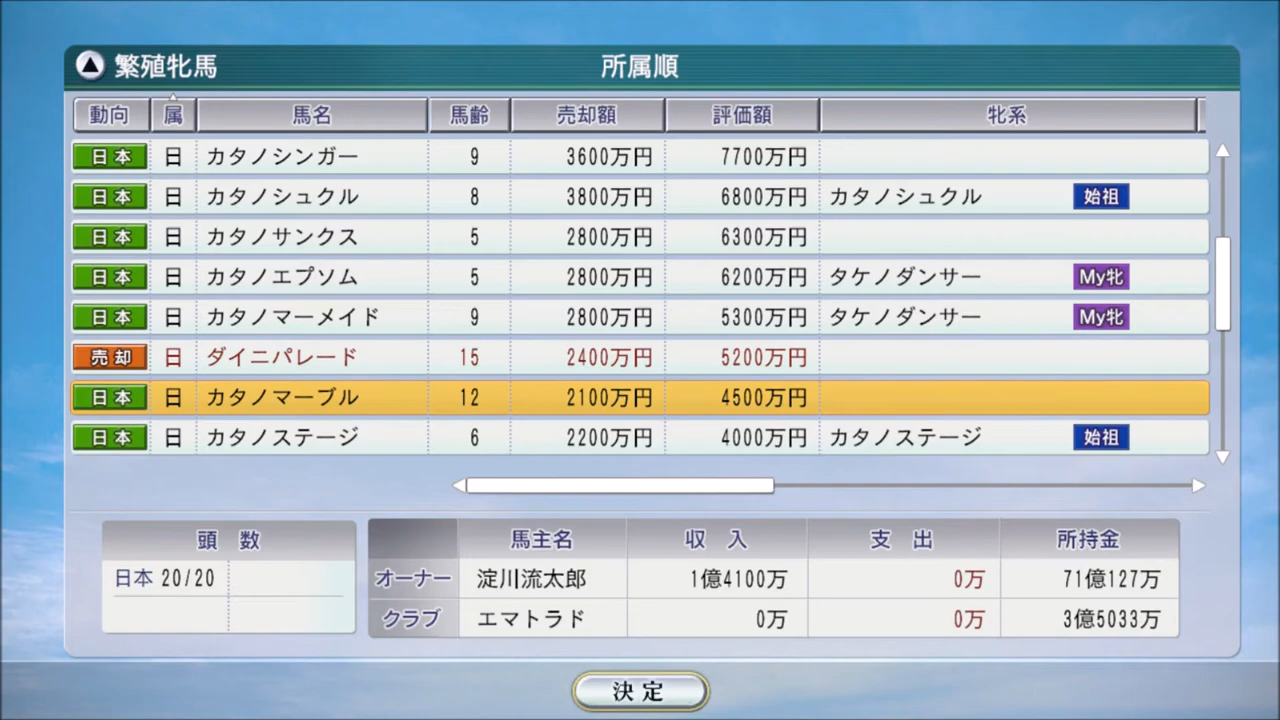 繁殖牝馬 所属順
動向 属 馬名 馬齢 売却額 評価額 牝系
日本 日 カタノシンガー 9 3600万円 7700万円
日本 日 カタノシュクル 8 3800万円 6800万円 カタノシュクル 始祖
日本 日 カタノサンクス 5 2800万円 6300万円
日本 日 カタノエプソム 5 2800万円 6200万円 タケノダンサー My牝
日本 日 カタノマーメイド 9 2800万円 5300万円 タケノダンサー My牝
売却 日 ダイニパレード 15 2400万円 5200万円
日本 日 カタノマーブル 12 2100万円 4500万円
日本 日 カタノステージ 6 2200万円 4000万円 カタノステージ 始祖
頭数
日本 20/20
馬主名 収入 支出 所持金
オーナー 淀川流太郎 1億4100万 0万 71億127万
クラブ エマトラド 0万 0万 3億5033万
決定